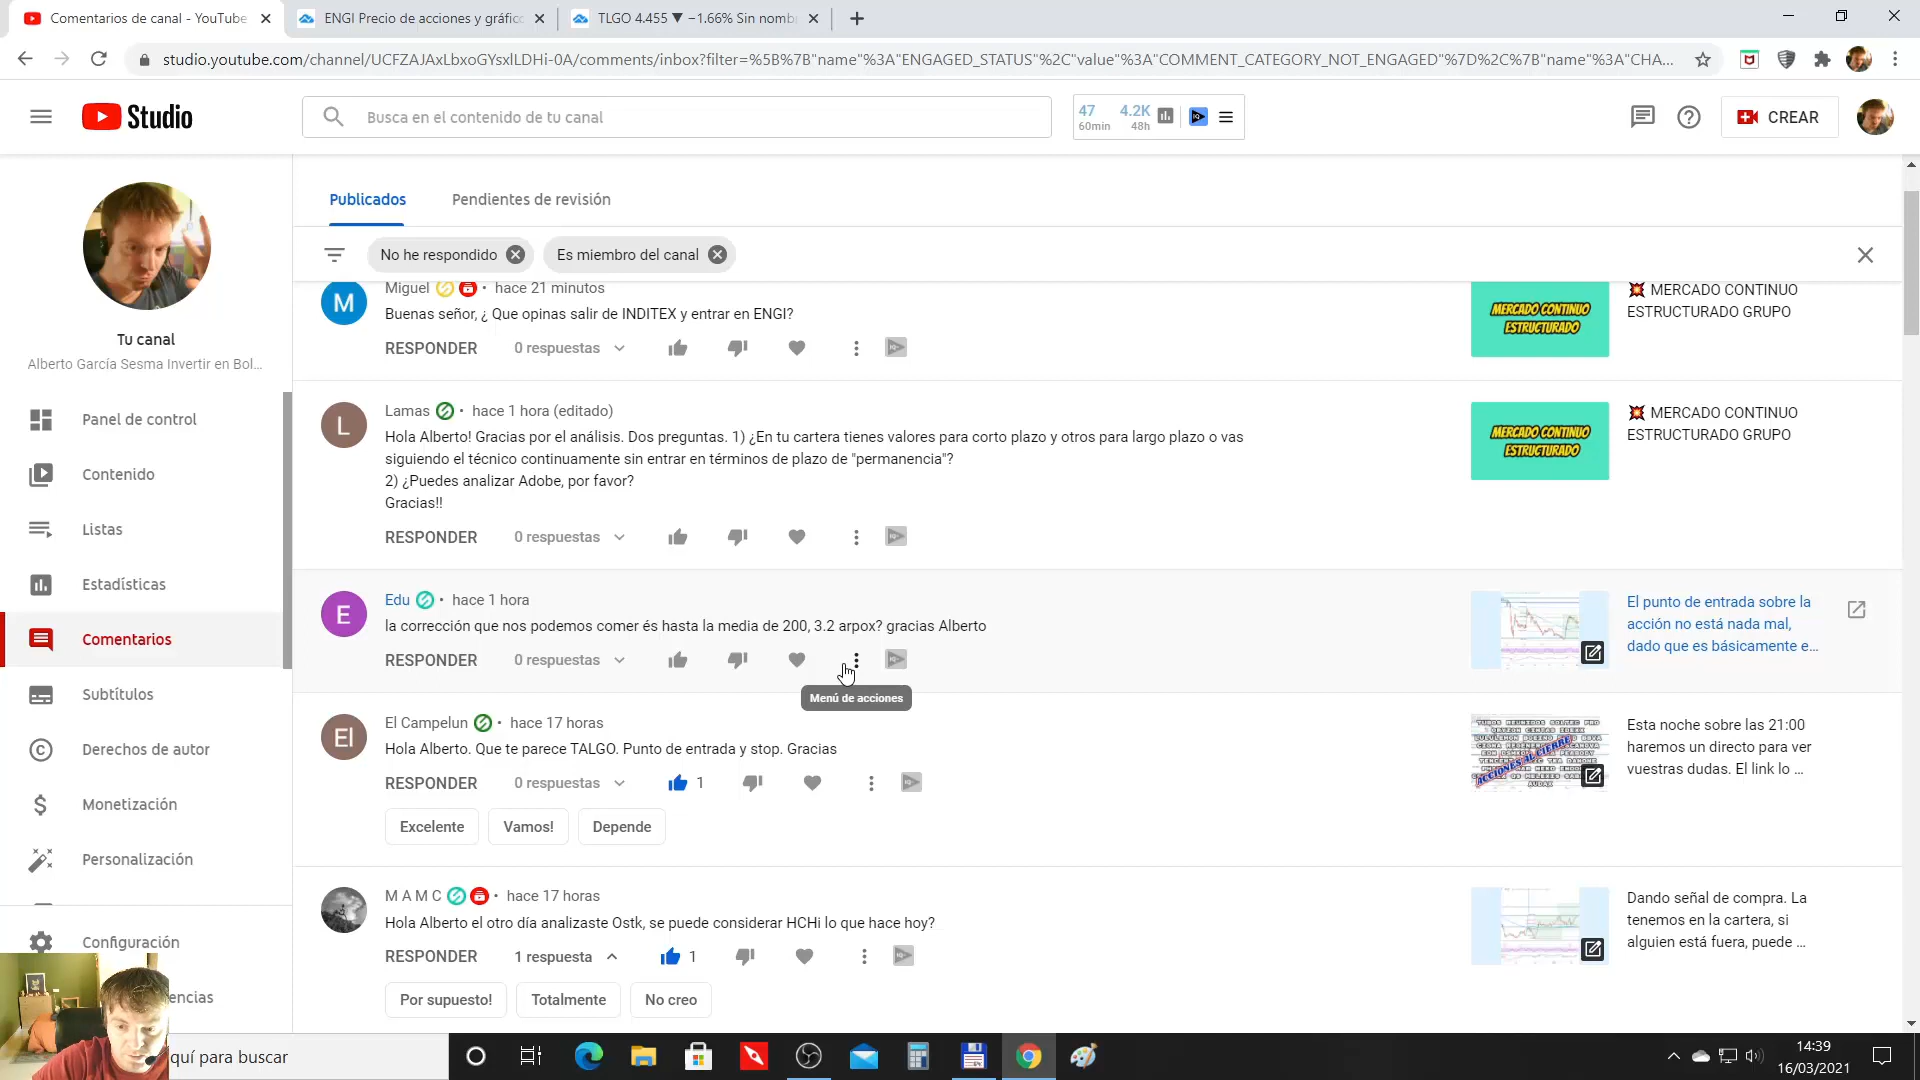 Comentarios de canal - YouTube
ENGI Precio de acciones y gráfic
TLGO 4.455 ▼ −1.66% Sin nomb
studio.youtube.com/channel/UCFZAJAxLbxoGYsxlLDHi-0A/comments/inbox?filter=%5B%7B"name"%3A"ENGAGED_STATUS"%2C"value"%3A"COMMENT_CATEGORY_NOT_ENGAGED"%7D%2C%7B"name"%3A"CHA...
Studio
Busca en el contenido de tu canal
47 4.2K
60min 48h
CREAR
Tu canal
Alberto García Sesma Invertir en Bol...
Panel de control
Contenido
Listas
Estadísticas
Comentarios
Subtítulos
Derechos de autor
Monetización
Personalización
Configuración
encias
Publicados
Pendientes de revisión
No he respondido
Es miembro del canal
M
Miguel • hace 21 minutos
Buenas señor, ¿ Que opinas salir de INDITEX y entrar en ENGI?
RESPONDER 0 respuestas
MERCADO CONTINUO
ESTRUCTURADO
MERCADO CONTINUO
ESTRUCTURADO GRUPO
L
Lamas • hace 1 hora (editado)
Hola Alberto! Gracias por el análisis. Dos preguntas. 1) ¿En tu cartera tienes valores para corto plazo y otros para largo plazo o vas
siguiendo el técnico continuamente sin entrar en términos de plazo de "permanencia"?
2) ¿Puedes analizar Adobe, por favor?
Gracias!!
RESPONDER 0 respuestas
MERCADO CONTINUO
ESTRUCTURADO
MERCADO CONTINUO
ESTRUCTURADO GRUPO
E
Edu • hace 1 hora
la corrección que nos podemos comer és hasta la media de 200, 3.2 arpox? gracias Alberto
RESPONDER 0 respuestas
Menú de acciones
El punto de entrada sobre la
acción no está nada mal,
dado que es básicamente e...
El
El Campelun • hace 17 horas
Hola Alberto. Que te parece TALGO. Punto de entrada y stop. Gracias
RESPONDER 0 respuestas 1
Excelente Vamos! Depende
ACCIONES AL CIERRE
Esta noche sobre las 21:00
haremos un directo para ver
vuestras dudas. El link lo ...
M A M C • hace 17 horas
Hola Alberto el otro día analizaste Ostk, se puede considerar HCHi lo que hace hoy?
RESPONDER 1 respuesta 1
Por supuesto! Totalmente No creo
Dando señal de compra. La
tenemos en la cartera, si
alguien está fuera, puede ...
quí para buscar
14:39
16/03/2021